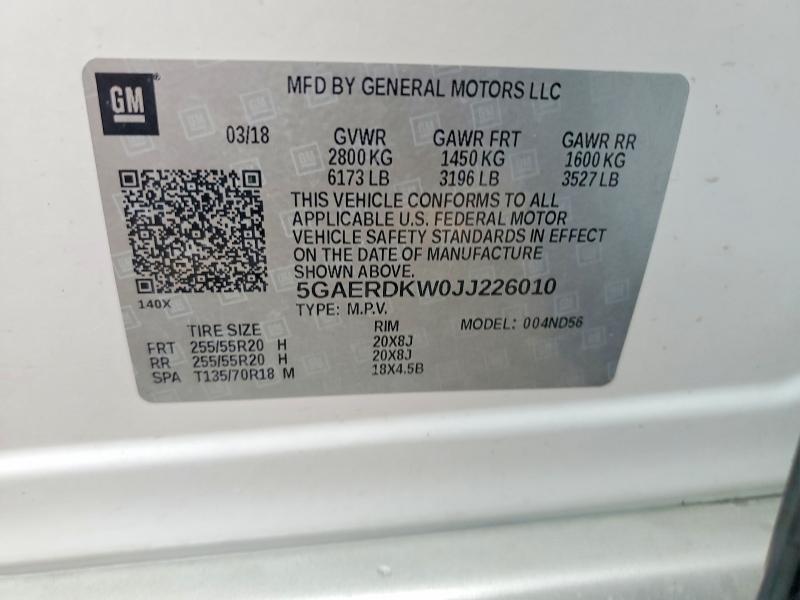 GM
MFD BY GENERAL MOTORS LLC
03/18 GVWR GAWR FRT GAWR RR
2800 KG 1450 KG 1600 KG
6173 LB 3196 LB 3527 LB
THIS VEHICLE CONFORMS TO ALL
APPLICABLE U.S. FEDERAL MOTOR
VEHICLE SAFETY STANDARDS IN EFFECT
ON THE DATE OF MANUFACTURE
SHOWN ABOVE.
5GAERDKW0JJ226010
140X
TYPE: M.P.V.
TIRE SIZE RIM MODEL: 004ND56
FRT 255/55R20 H 20X8J
RR 255/55R20 H 20X8J
SPA T135/70R18 M 18X4.5B